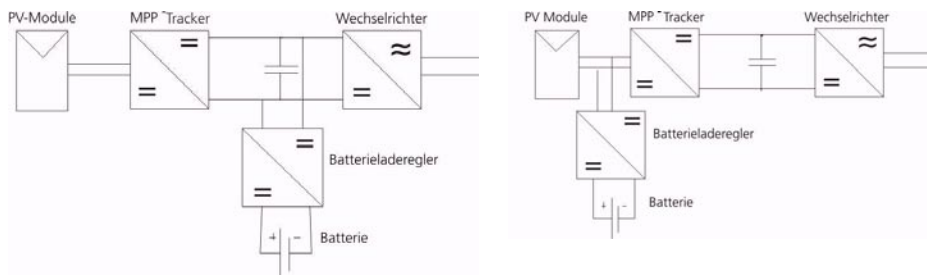 PV-Module MPP Tracker Wechselrichter
Batterieladeregler
+ -
Batterie
PV Module MPP Tracker Wechselrichter
Batterieladeregler
+ -
Batterie